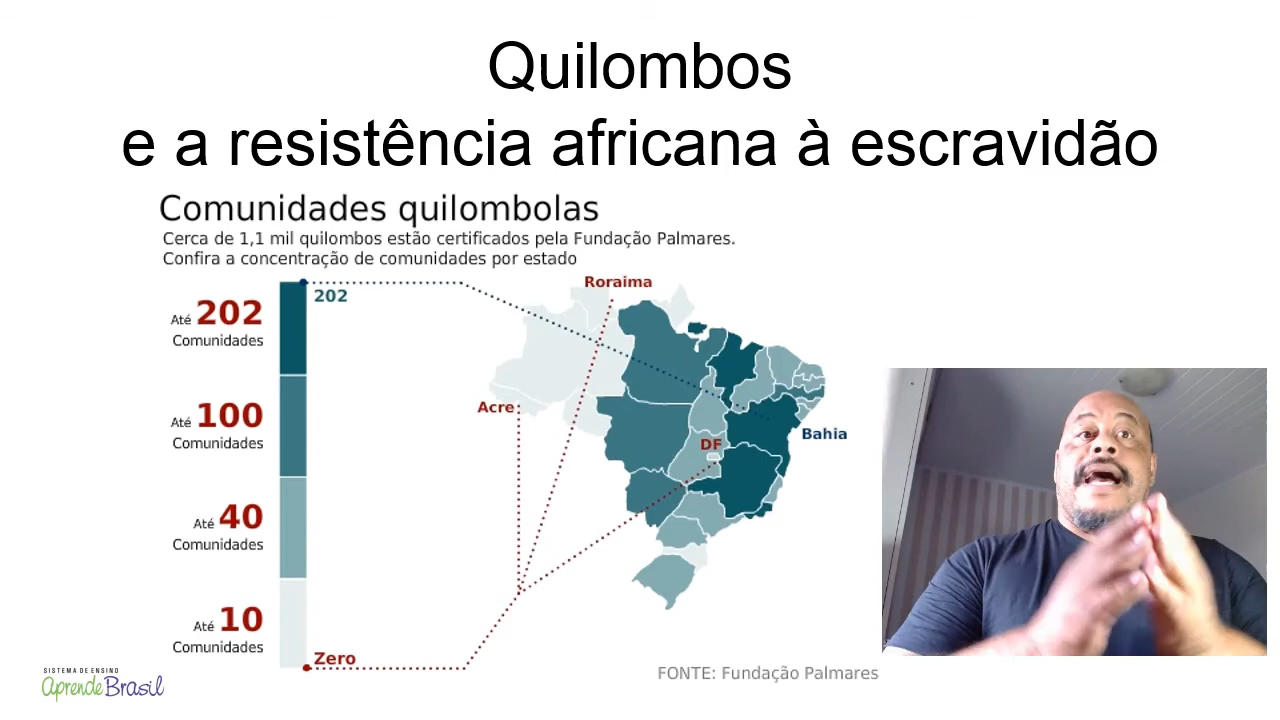 Quilombos
e a resistência africana à escravidão
Comunidades quilombolas
Cerca de 1,1 mil quilombos estão certificados pela Fundação Palmares.
Confira a concentração de comunidades por estado
Roraima
202
Até 202
Comunidades
Acre
Até 100
Comunidades
DF
Bahia
Até 40
Comunidades
Até 10
Comunidades
Zero
FONTE: Fundação Palmares
SISTEMA DE ENSINO
aprende Brasil